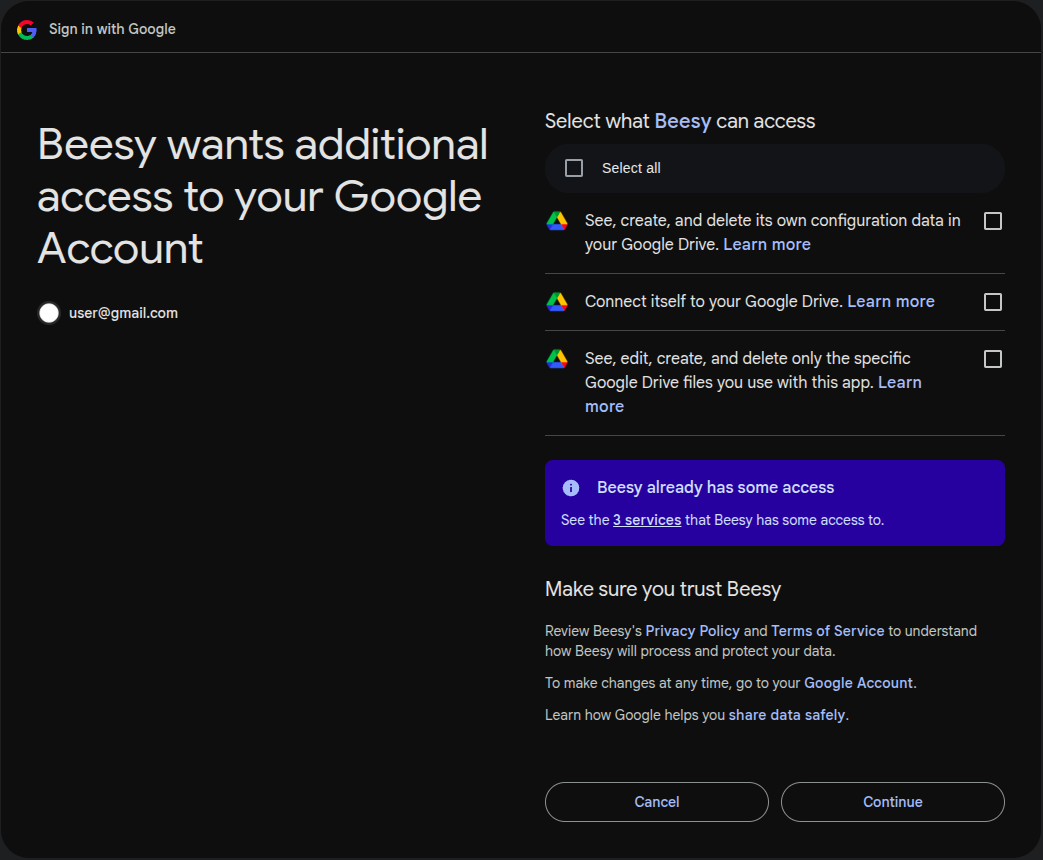 Sign in with Google
Beesy wants additional
access to your Google
Account
user@gmail.com
Select what Beesy can access
Select all
See, create, and delete its own configuration data in
your Google Drive. Learn more
Connect itself to your Google Drive. Learn more
See, edit, create, and delete only the specific
Google Drive files you use with this app. Learn
more
Beesy already has some access
See the 3 services that Beesy has some access to.
Make sure you trust Beesy
Review Beesy's Privacy Policy and Terms of Service to understand
how Beesy will process and protect your data.
To make changes at any time, go to your Google Account.
Learn how Google helps you share data safely.
Cancel
Continue